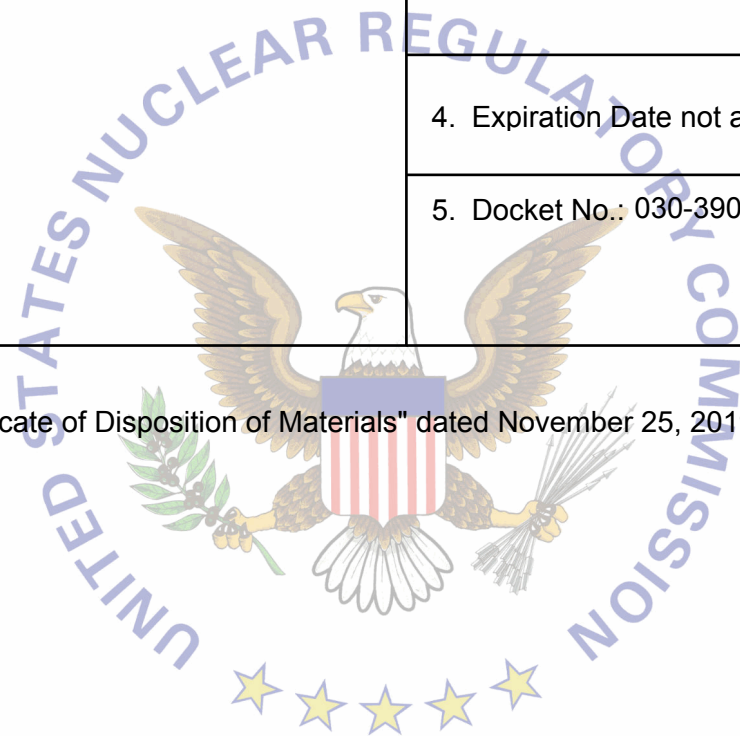 UNITED STATES NUCLEAR REGULATORY COMMISSION
4. Expiration Date not a
5. Docket No.: 030-390
cate of Disposition of Materials" dated November 25, 201